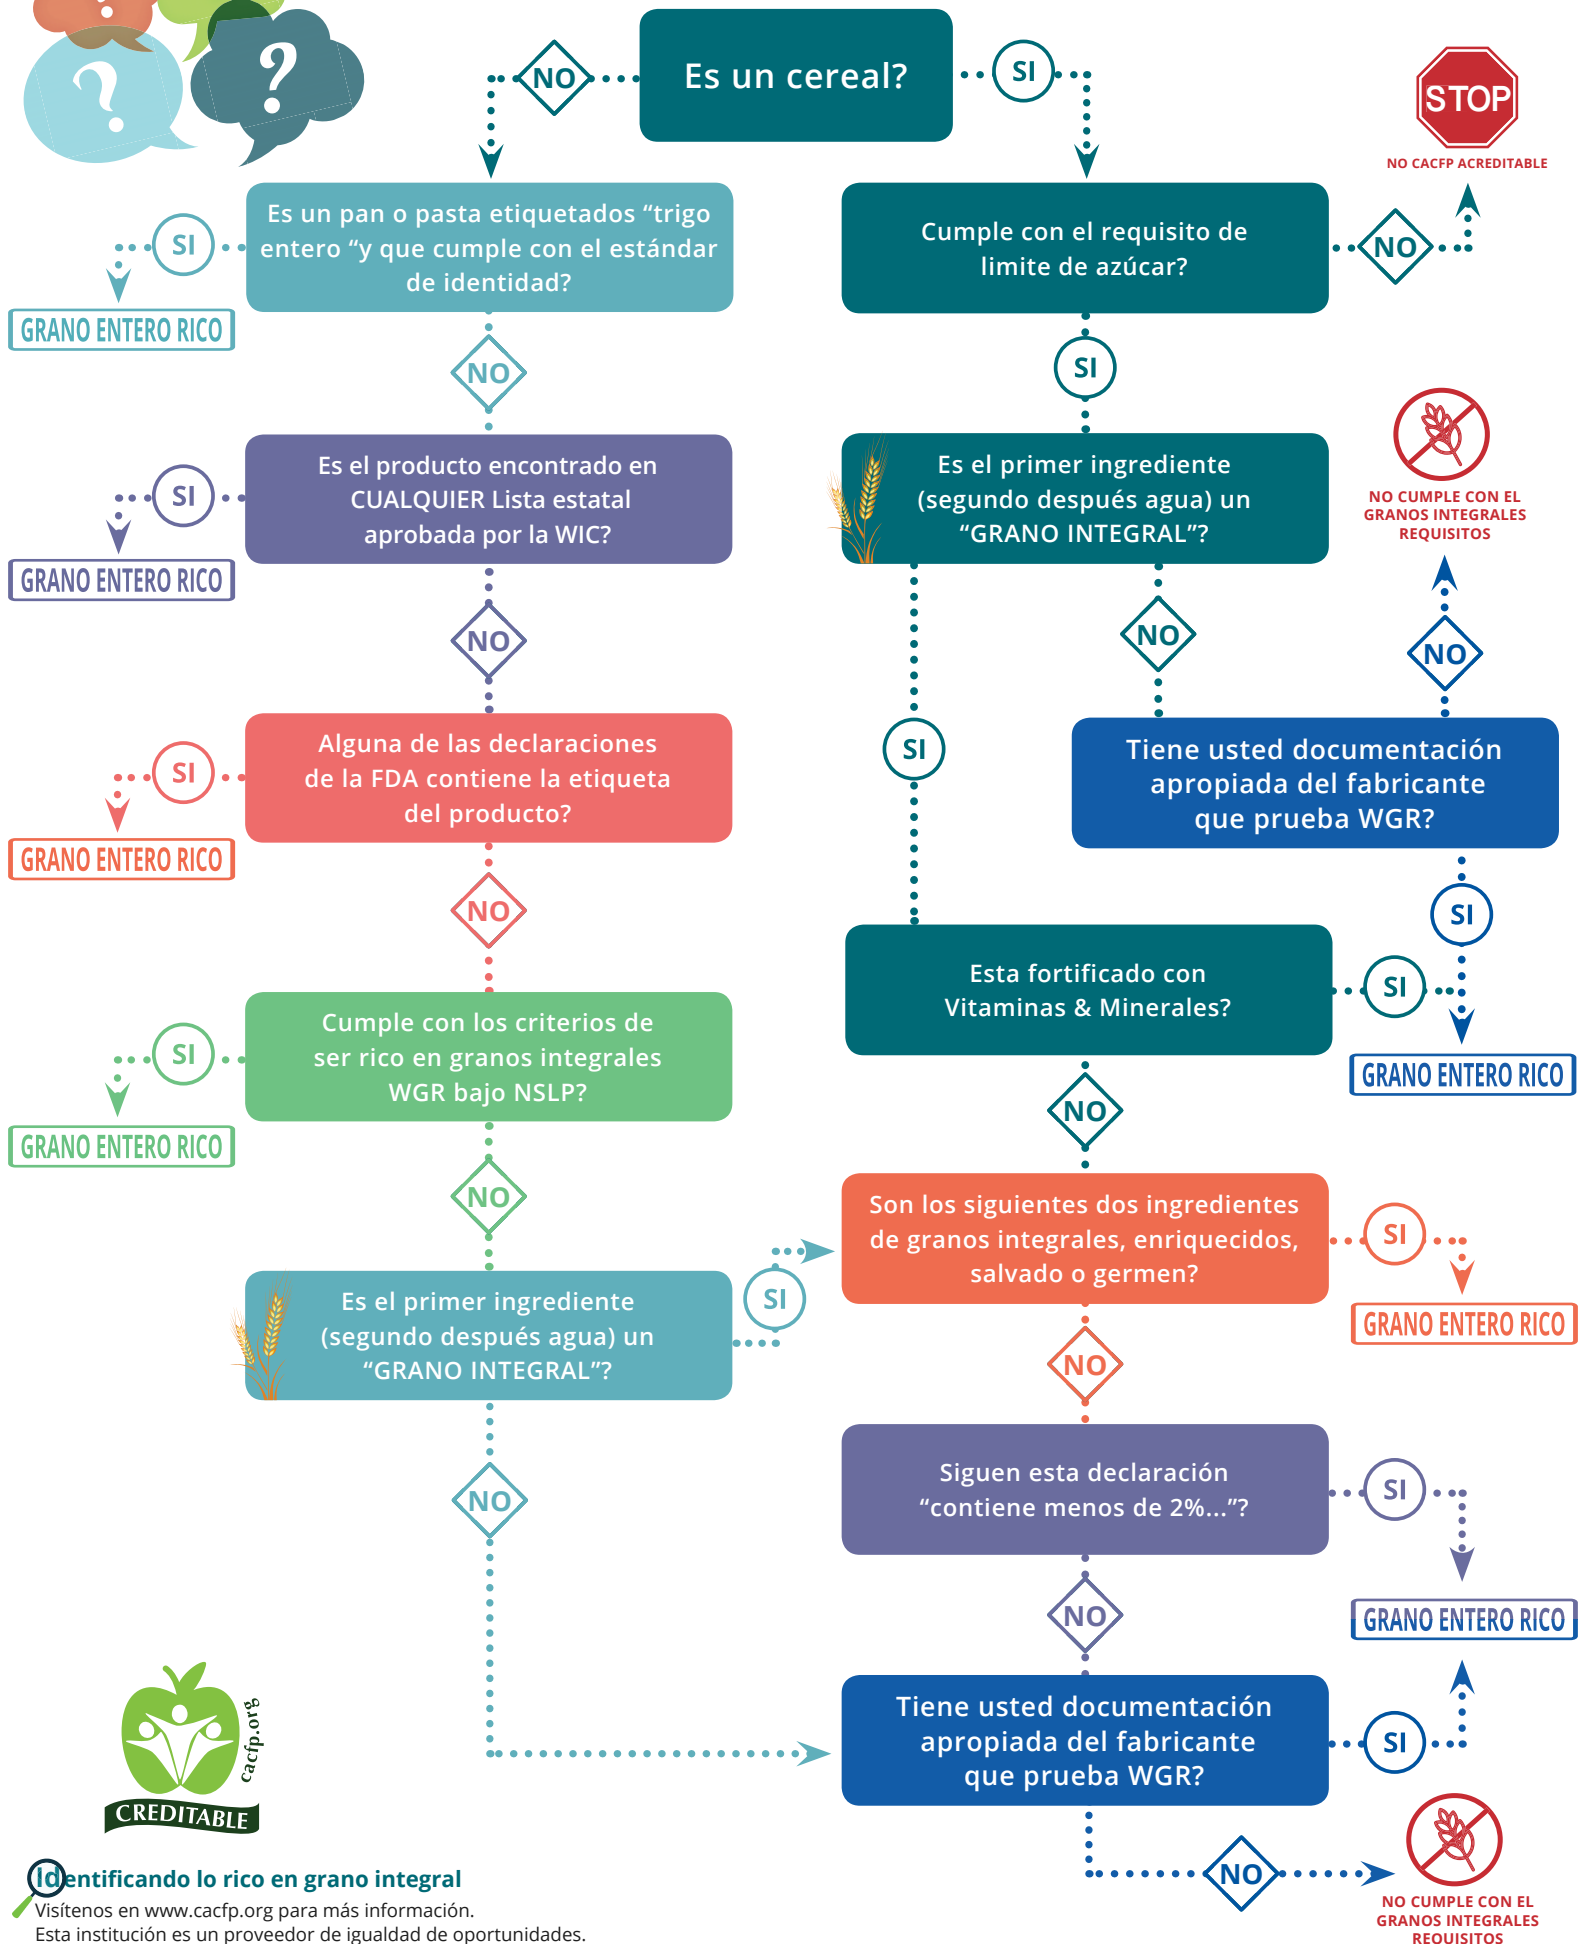 ?
?
?
Es un cereal?
NO
SI
STOP
NO CACFP ACREDITABLE
Es un pan o pasta etiquetados “trigo
entero “y que cumple con el estándar
de identidad?
SI
GRANO ENTERO RICO
NO
Cumple con el requisito de
limite de azúcar?
NO
SI
Es el producto encontrado en
CUALQUIER Lista estatal
aprobada por la WIC?
SI
GRANO ENTERO RICO
NO
Es el primer ingrediente
(segundo después agua) un
“GRANO INTEGRAL”?
NO
SI
NO CUMPLE CON EL
GRANOS INTEGRALES
REQUISITOS
NO
Tiene usted documentación
apropiada del fabricante
que prueba WGR?
SI
Alguna de las declaraciones
de la FDA contiene la etiqueta
del producto?
SI
GRANO ENTERO RICO
NO
Esta fortificado con
Vitaminas & Minerales?
SI
GRANO ENTERO RICO
NO
Cumple con los criterios de
ser rico en granos integrales
WGR bajo NSLP?
SI
GRANO ENTERO RICO
NO
Son los siguientes dos ingredientes
de granos integrales, enriquecidos,
salvado o germen?
SI
GRANO ENTERO RICO
NO
Es el primer ingrediente
(segundo después agua) un
“GRANO INTEGRAL”?
SI
NO
Siguen esta declaración
“contiene menos de 2%...”?
SI
GRANO ENTERO RICO
NO
Tiene usted documentación
apropiada del fabricante
que prueba WGR?
SI
NO
NO CUMPLE CON EL
GRANOS INTEGRALES
REQUISITOS
cacfp.org
CREDITABLE
Identificando lo rico en grano integral
Visítenos en www.cacfp.org para más información.
Esta institución es un proveedor de igualdad de oportunidades.